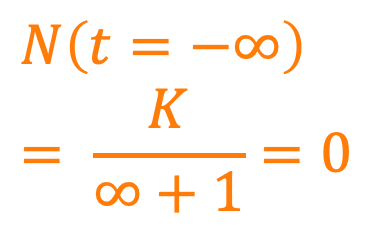 N(t = −∞)
= K / (∞ + 1) = 0